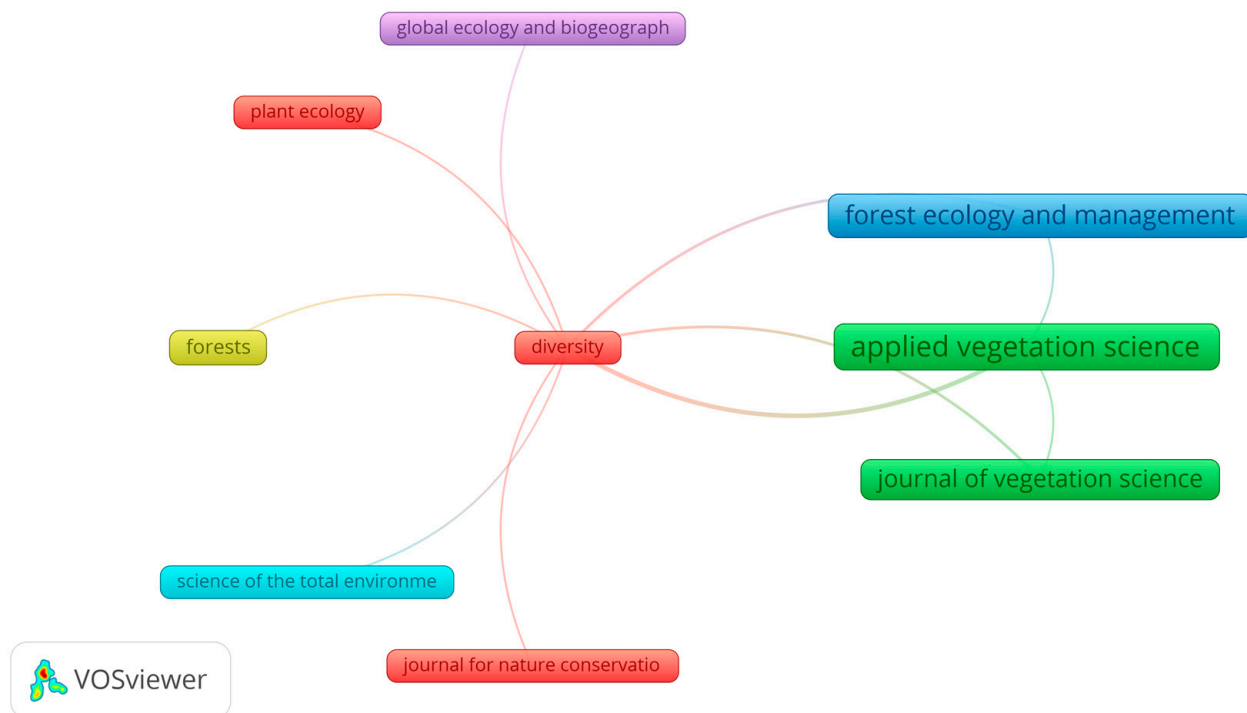 global ecology and biogeograph
plant ecology
forest ecology and management
forests
diversity
applied vegetation science
journal of vegetation science
science of the total environme
journal for nature conservatio
VOSviewer